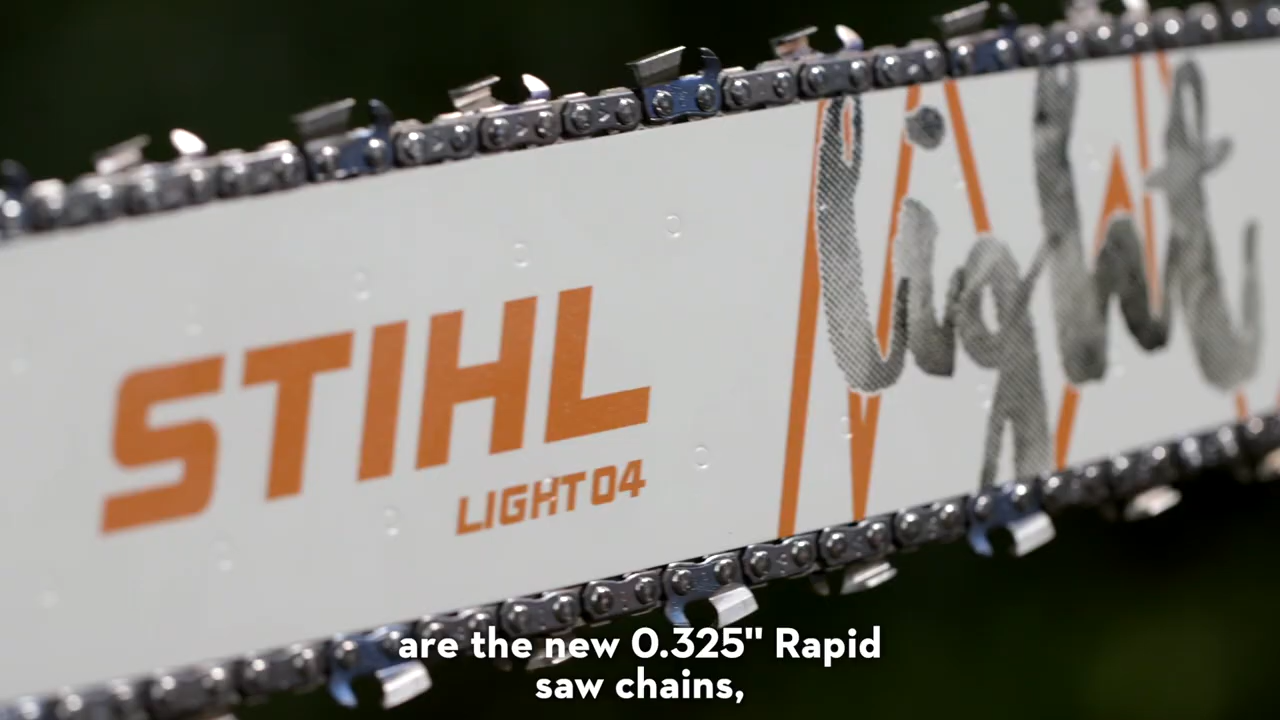 STIHL
LIGHT 04
light
are the new 0.325" Rapid
saw chains,